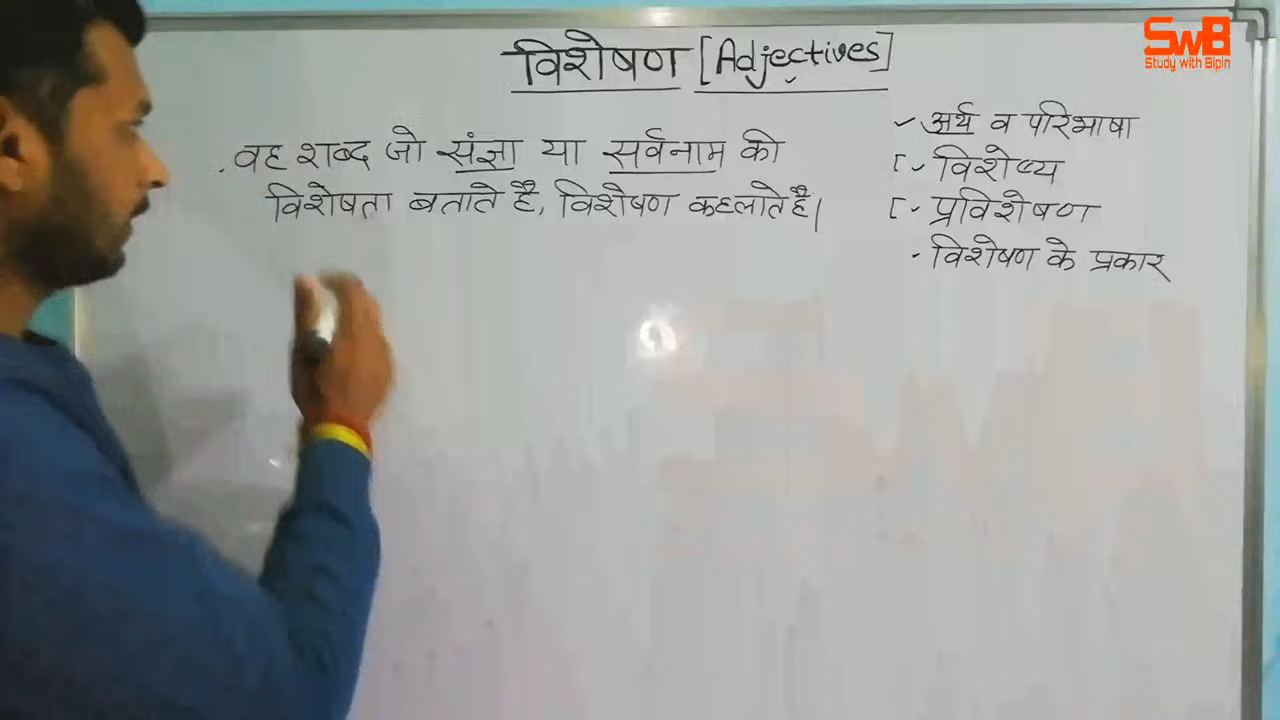 विशेषण [Adjectives]
वह शब्द जो संज्ञा या सर्वनाम की
विशेषता बताते है, विशेषण कहलाते है।
अर्थ व परिभाषा
विशेष्य
प्रविशेषण
विशेषण के प्रकार
SwB
Study with Bipin